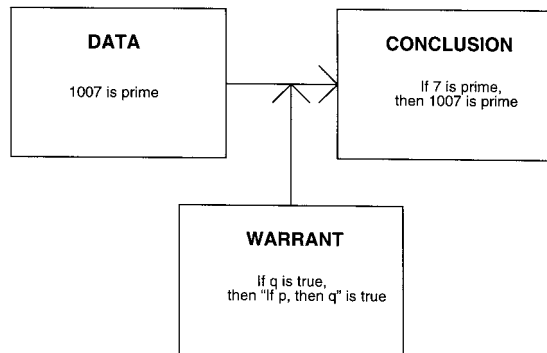 DATA
1007 is prime
CONCLUSION
If 7 is prime,
then 1007 is prime
WARRANT
If q is true,
then "If p, then q" is true